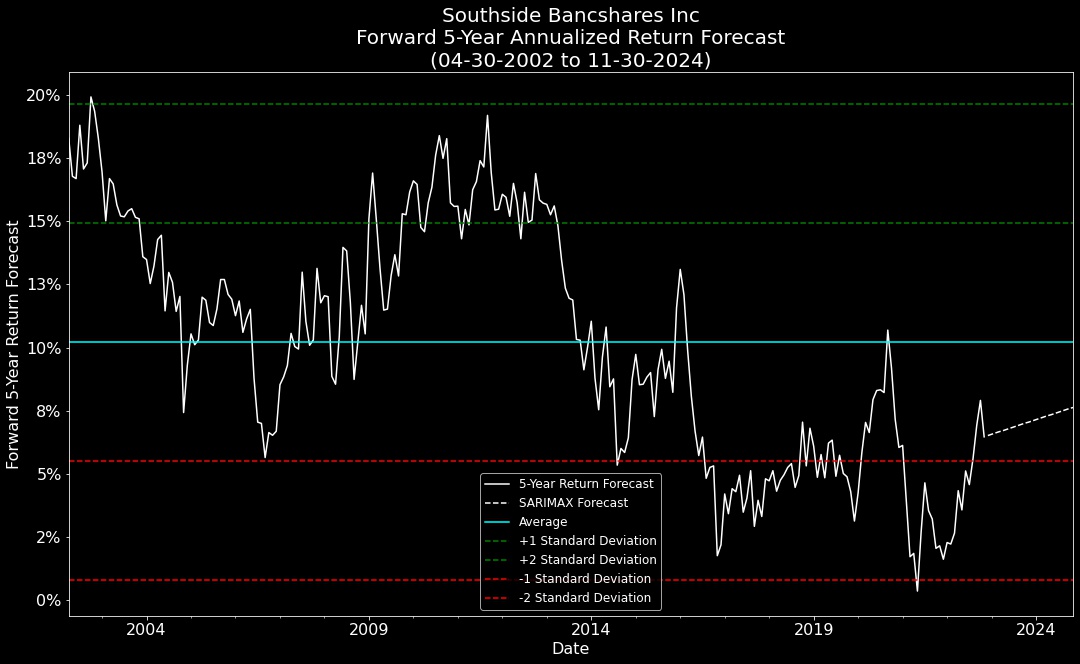 Southside Bancshares Inc
Forward 5-Year Annualized Return Forecast
(04-30-2002 to 11-30-2024)
Forward 5-Year Return Forecast
20%
18%
15%
13%
10%
8%
5%
2%
0%
5-Year Return Forecast
SARIMAX Forecast
Average
+1 Standard Deviation
+2 Standard Deviation
-1 Standard Deviation
-2 Standard Deviation
2004
2009
2014
2019
2024
Date